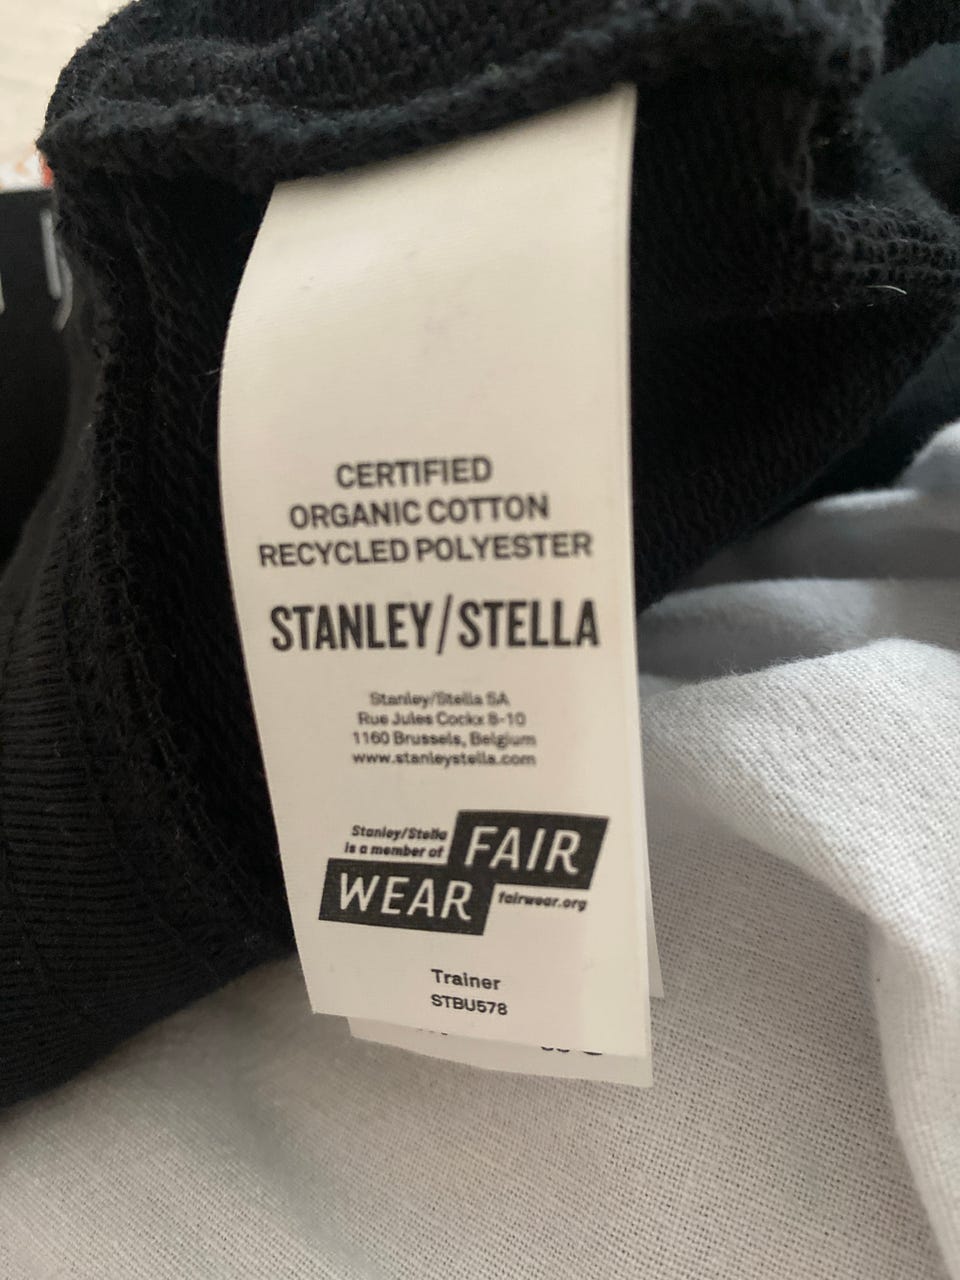 CERTIFIED
ORGANIC COTTON
RECYCLED POLYESTER
STANLEY/STELLA
Stanley/Stella SA
Rue Jules Cockx 8-10
1160 Brussels, Belgium
www.stanleystella.com
Stanley/Stella
is a member of
FAIR
WEAR
fairwear.org
Trainer
STBU578